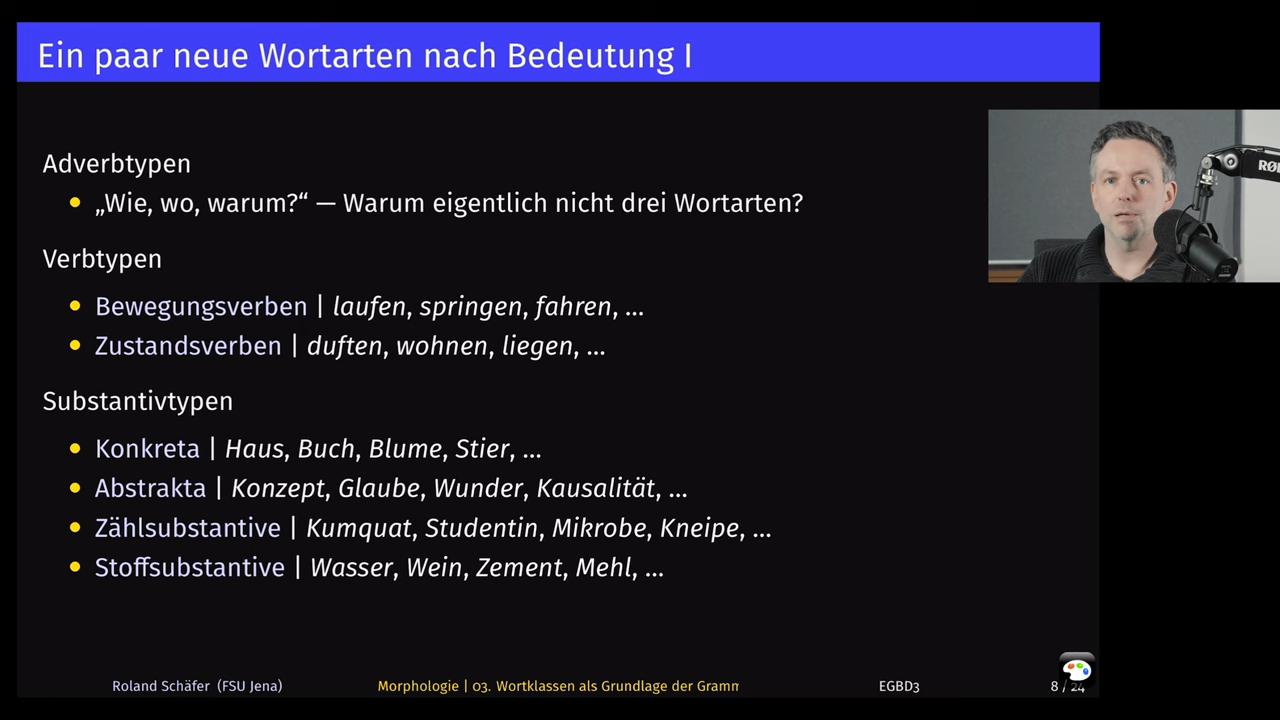 Ein paar neue Wortarten nach Bedeutung I
Adverbtypen
• „Wie, wo, warum?“ — Warum eigentlich nicht drei Wortarten?
Verbtypen
• Bewegungsverben | laufen, springen, fahren, ...
• Zustandsverben | duften, wohnen, liegen, ...
Substantivtypen
• Konkreta | Haus, Buch, Blume, Stier, ...
• Abstrakta | Konzept, Glaube, Wunder, Kausalität, ...
• Zählsubstantive | Kumquat, Studentin, Mikrobe, Kneipe, ...
• Stoffsubstantive | Wasser, Wein, Zement, Mehl, ...
Roland Schäfer (FSU Jena) Morphologie | 03. Wortklassen als Grundlage der Gramm EGBD3 8 / 24